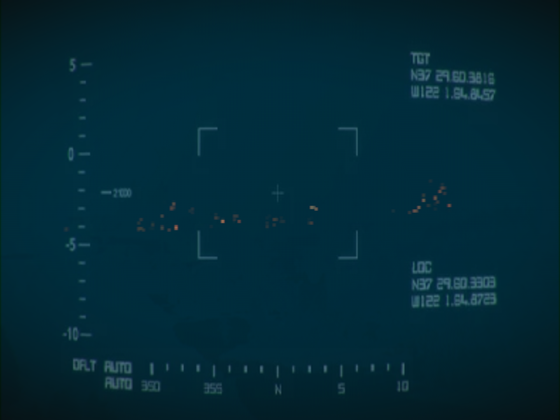 TGT
N37 29.60.3816
W122 1.94.8497
5
0
2100
-5
LOC
N37 29.60.3303
W122 1.94.8723
-10
DFLT AUTO
AUTO
350 355 N 5 10